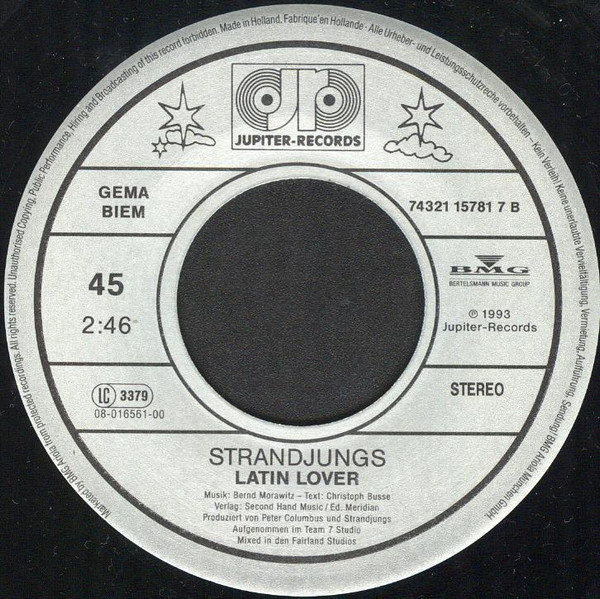 Marketed by BMG Ariola from protected recordings. All rights reserved. Unauthorised Copying, Public Performance, Hiring and Broadcasting of this record forbidden. Made in Holland. Fabriqué en Hollande - Alle Urheber- und Leistungsschutzrechte vorbehalten - Kein Verleih! Keine unerlaubte Vervielfältigung, Vermietung, Aufführung, Sendung! BMG Ariola München GmbH.
JR
JUPITER-RECORDS
GEMA
BIEM
74321 15781 7 B
45
2:46
BMG
BERTELSMANN MUSIC GROUP
℗ 1993
Jupiter-Records
LC 3379
08-016561-00
STEREO
STRANDJUNGS
LATIN LOVER
Musik: Bernd Morawitz – Text: Christoph Busse
Verlag: Second Hand Music / Ed. Meridian
Produziert von Peter Columbus und Strandjungs
Aufgenommen im Team 7 Studio
Mixed in den Fairland Studios